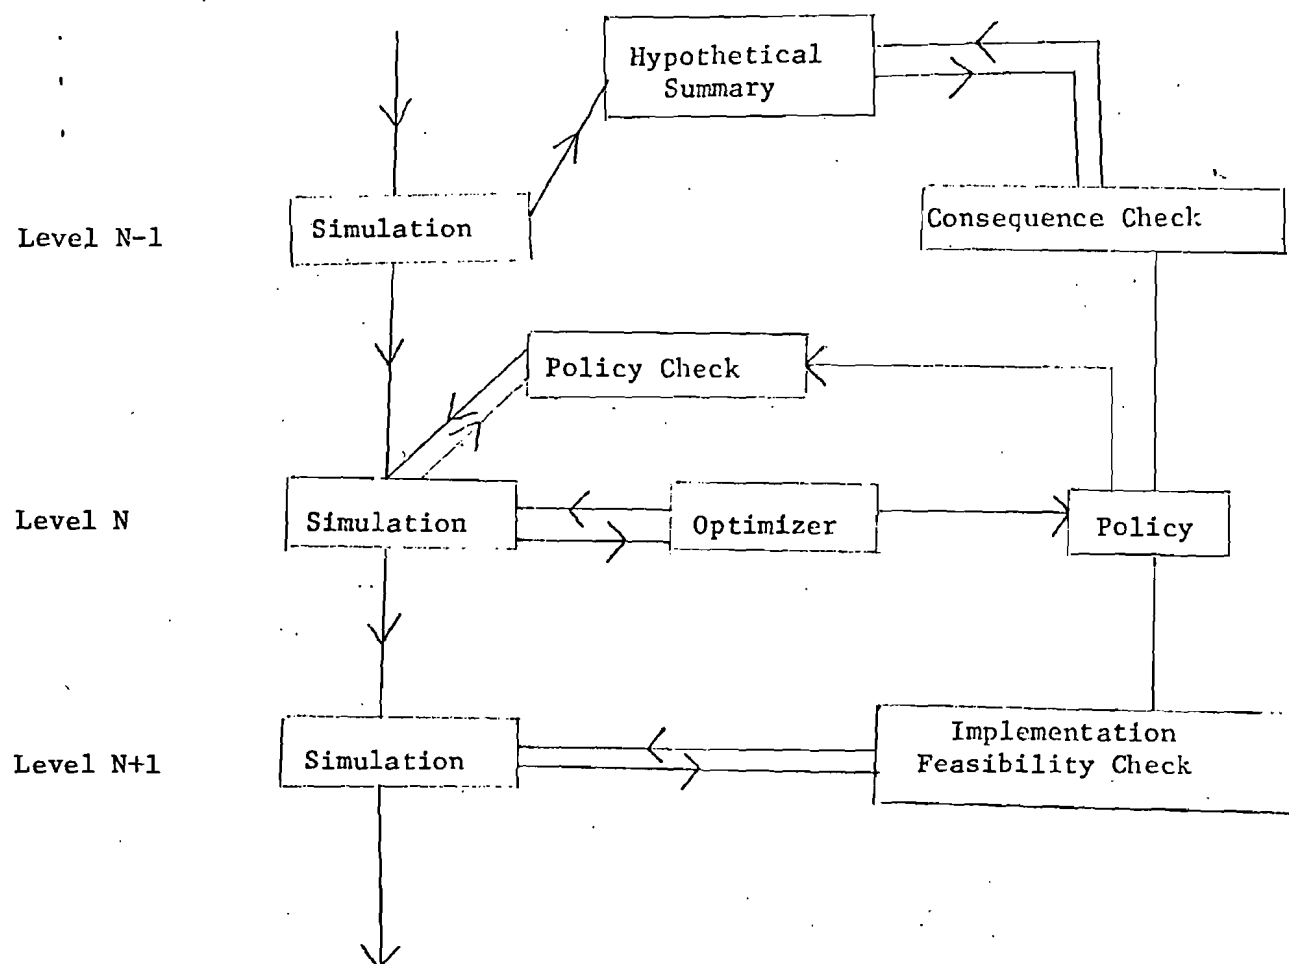 Hypothetical
Summary
Level N-1
Simulation
Consequence Check
Policy Check
Level N
Simulation
Optimizer
Policy
Level N+1
Simulation
Implementation
Feasibility Check